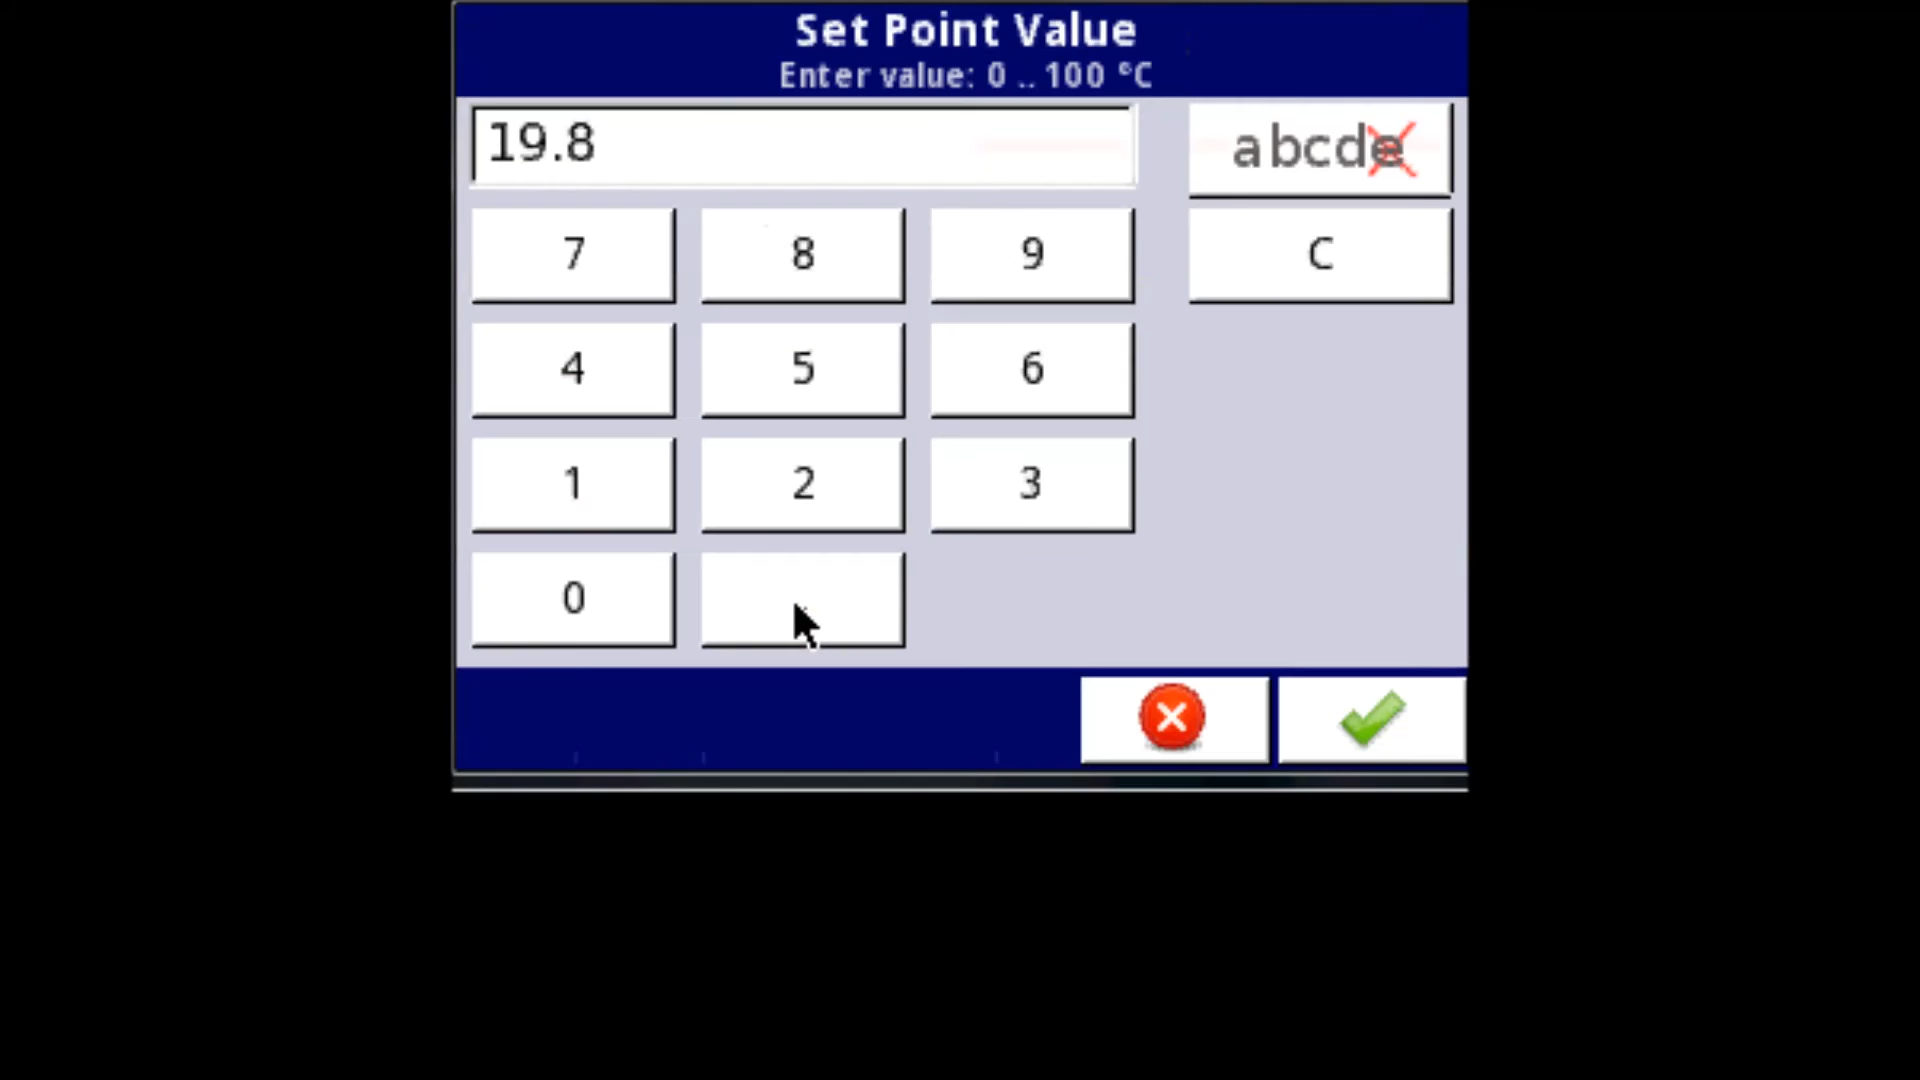 Set Point Value
Enter value: 0 .. 100 °C
19.8
abcde
7 8 9 C
4 5 6
1 2 3
0